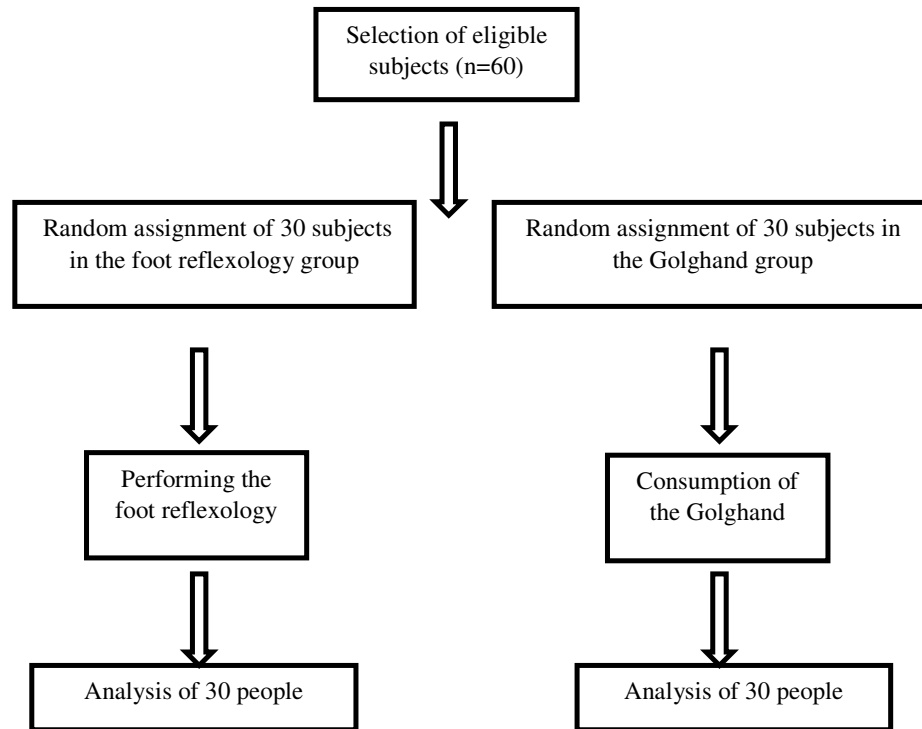 Selection of eligible
subjects (n=60)
Random assignment of 30 subjects
in the foot reflexology group
Random assignment of 30 subjects in
the Golghand group
Performing the
foot reflexology
Consumption of
the Golghand
Analysis of 30 people
Analysis of 30 people